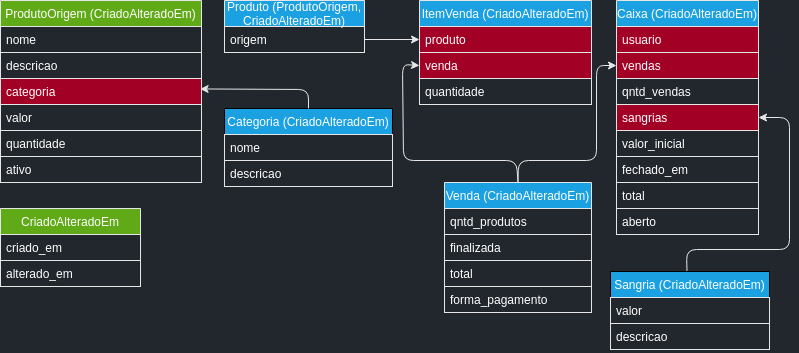 ProdutoOrigem (CriadoAlteradoEm)
nome
descricao
categoria
valor
quantidade
ativo
Produto (ProdutoOrigem,
CriadoAlteradoEm)
origem
ItemVenda (CriadoAlteradoEm)
produto
venda
quantidade
Caixa (CriadoAlteradoEm)
usuario
vendas
qntd_vendas
sangrias
valor_inicial
fechado_em
total
aberto
Categoria (CriadoAlteradoEm)
nome
descricao
CriadoAlteradoEm
criado_em
alterado_em
Venda (CriadoAlteradoEm)
qntd_produtos
finalizada
total
forma_pagamento
Sangria (CriadoAlteradoEm)
valor
descricao